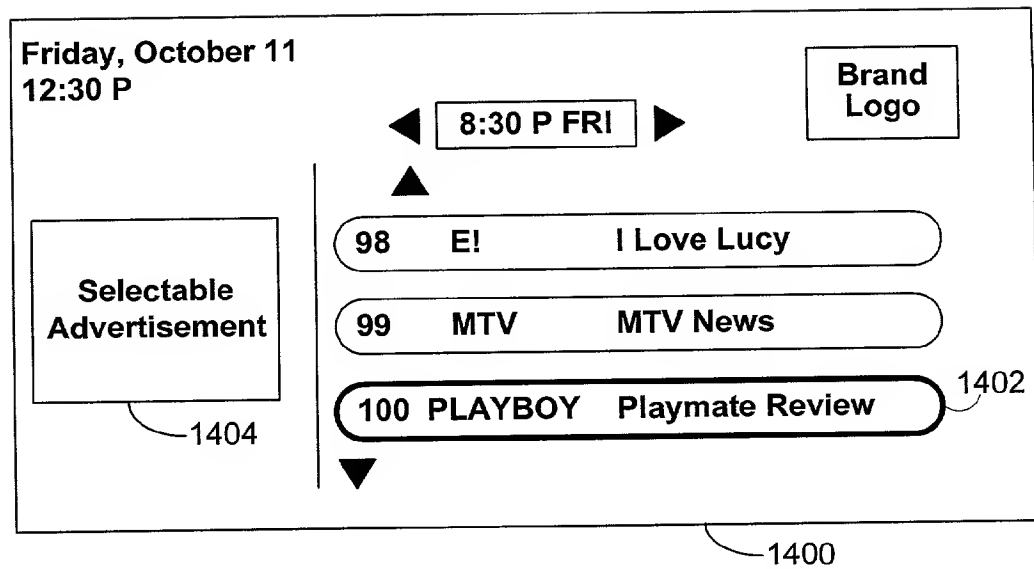 Friday, October 11
12:30 P
Brand
Logo
8:30 P FRI
98 E! I Love Lucy
99 MTV MTV News
100 PLAYBOY Playmate Review
1402
Selectable
Advertisement
1404
1400